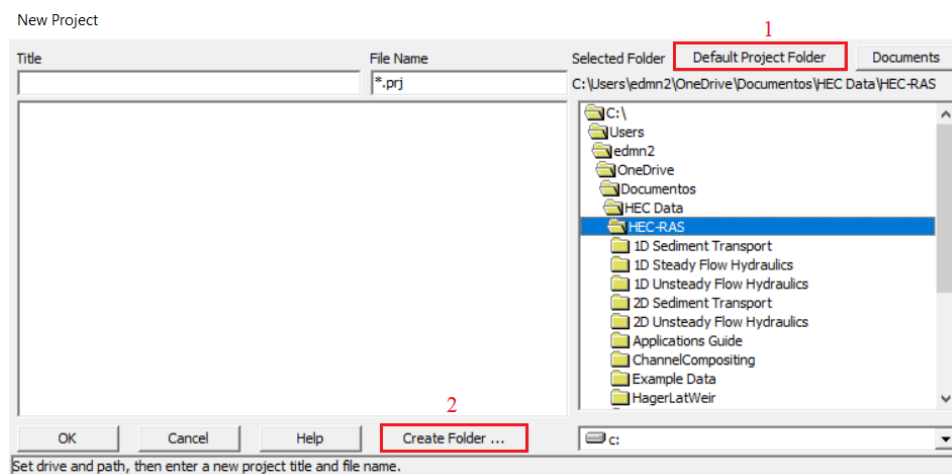 New Project
1
Title
File Name
Selected Folder
Default Project Folder
Documents
*.prj
C:\Users\edmn2\OneDrive\Documentos\HEC Data\HEC-RAS
C:\
Users
edmn2
OneDrive
Documentos
HEC Data
HEC-RAS
1D Sediment Transport
1D Steady Flow Hydraulics
1D Unsteady Flow Hydraulics
2D Sediment Transport
2D Unsteady Flow Hydraulics
Applications Guide
ChannelCompositing
Example Data
HagerLatWeir
2
OK
Cancel
Help
Create Folder ...
c:
Set drive and path, then enter a new project title and file name.